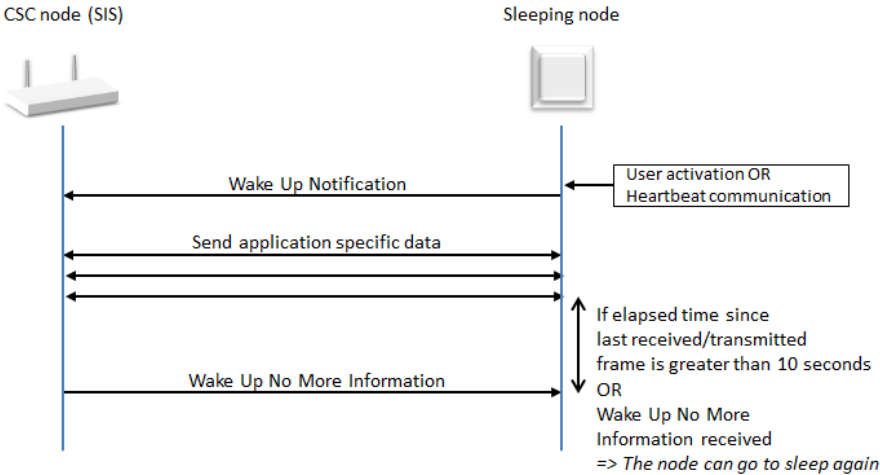 CSC node (SIS)
Sleeping node
User activation OR
Heartbeat communication
Wake Up Notification
Send application specific data
If elapsed time since
last received/transmitted
frame is greater than 10 seconds
OR
Wake Up No More
Information received
=> The node can go to sleep again
Wake Up No More Information